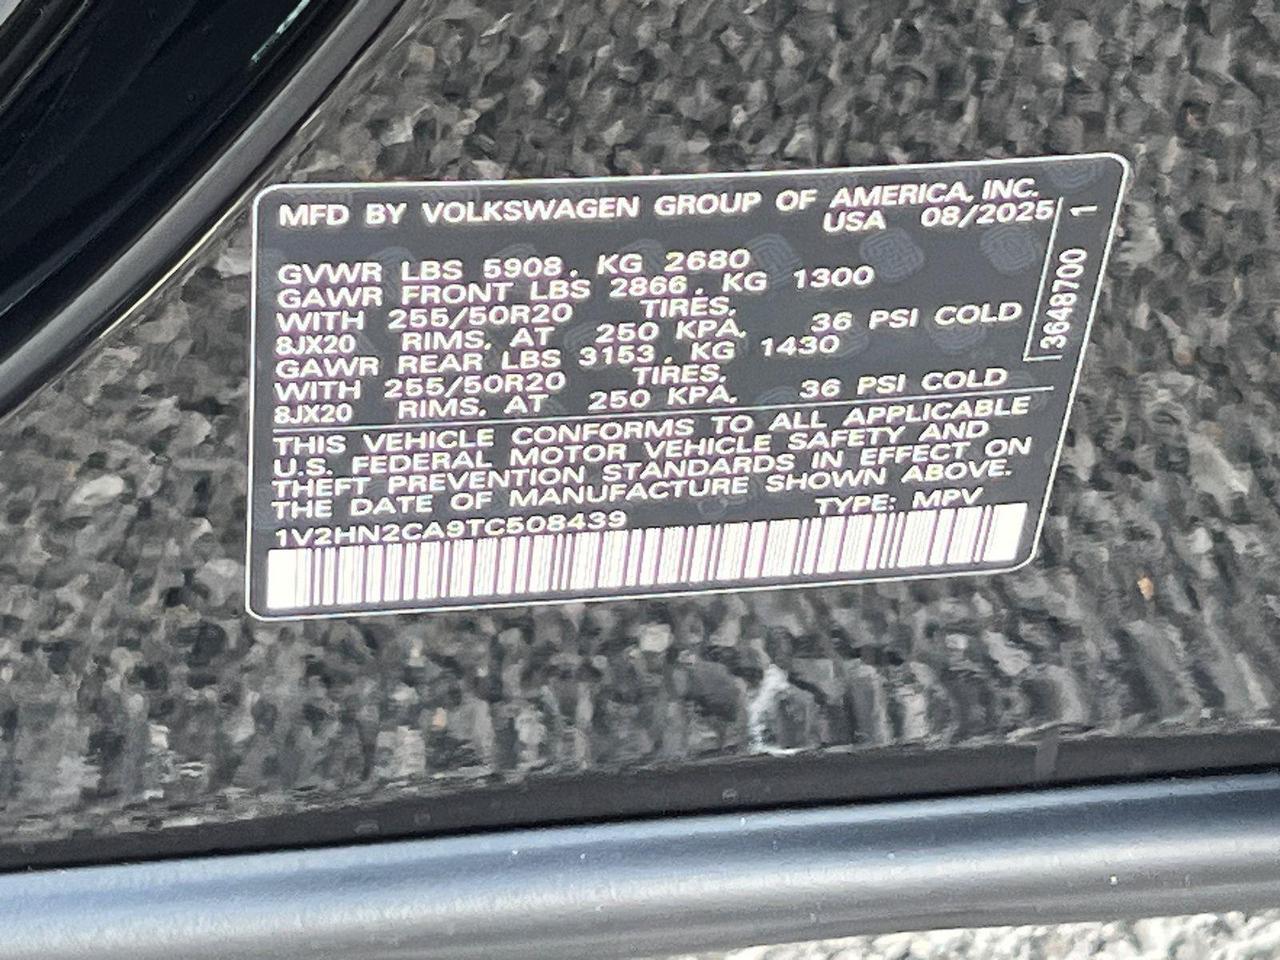 MFD BY VOLKSWAGEN GROUP OF AMERICA, INC.
USA 08/2025
GVWR LBS 5908. KG 2680
GAWR FRONT LBS 2866. KG 1300
WITH 255/50R20 TIRES.
8JX20 RIMS. AT 250 KPA. 36 PSI COLD
GAWR REAR LBS 3153. KG 1430
WITH 255/50R20 TIRES.
8JX20 RIMS. AT 250 KPA. 36 PSI COLD
THIS VEHICLE CONFORMS TO ALL APPLICABLE
U.S. FEDERAL MOTOR VEHICLE SAFETY AND
THEFT PREVENTION STANDARDS IN EFFECT ON
THE DATE OF MANUFACTURE SHOWN ABOVE.
1V2HN2CA9TC508439 TYPE: MPV
3648700 1